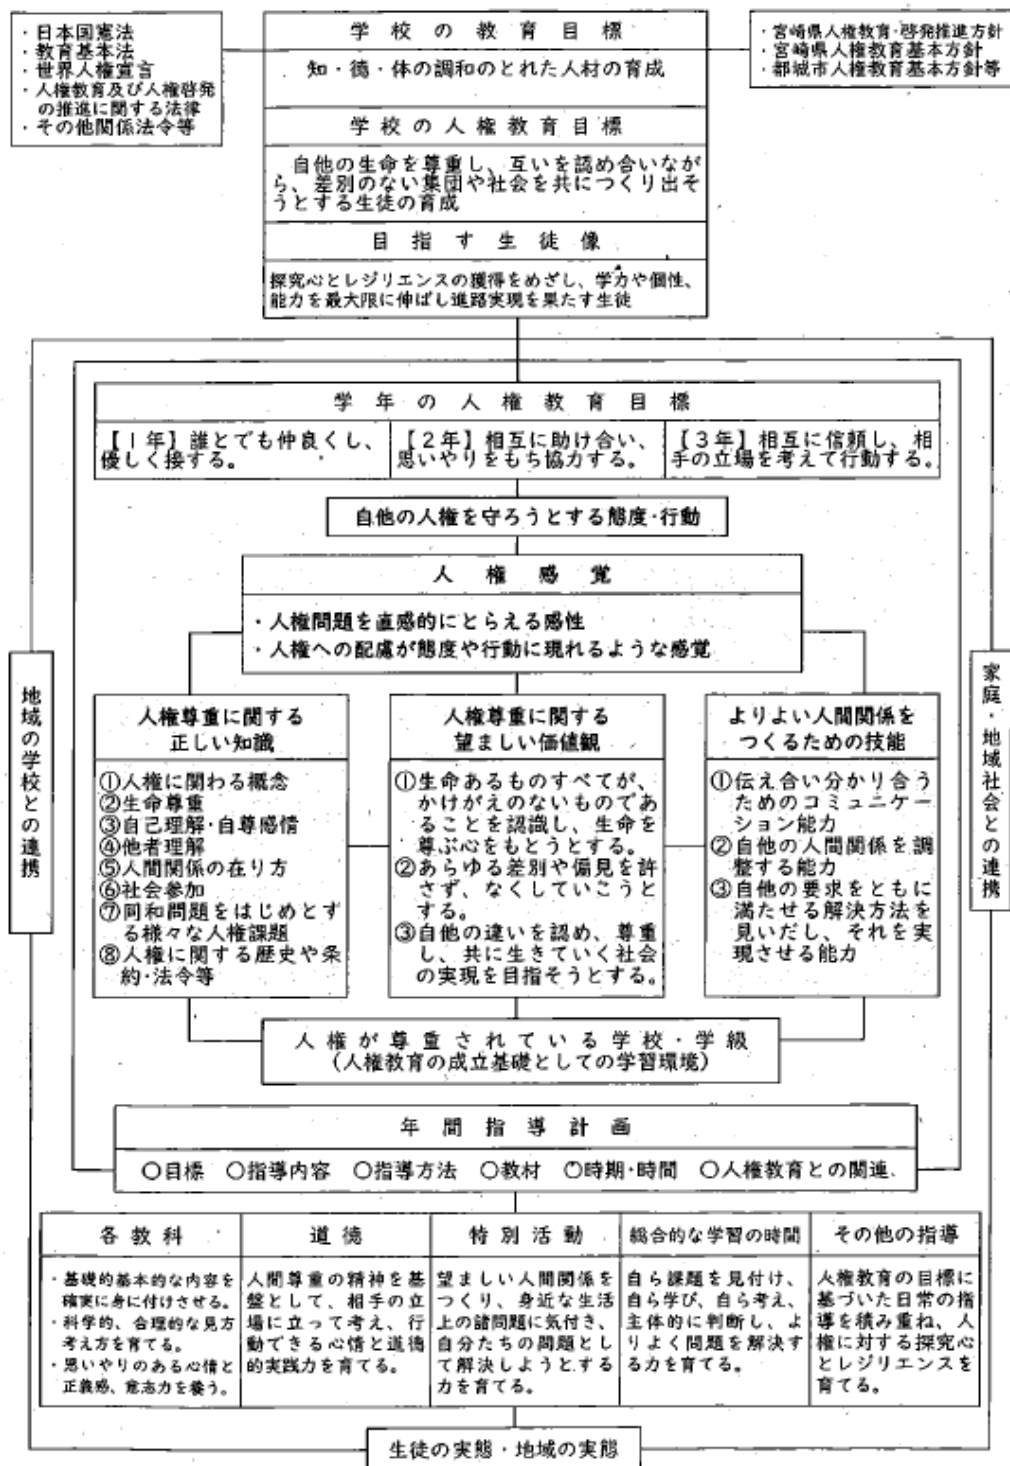 ・日本国憲法
・教育基本法
・世界人権宣言
・人権教育及び人権啓発
の推進に関する法律
・その他関係法令等
学校の教育目標
知・徳・体の調和のとれた人材の育成
学校の人権教育目標
自他の生命を尊重し、互いを認め合いなが
ら、差別のない集団や社会を共につくり出そ
うとする生徒の育成
目指す生徒像
探究心とレジリエンスの獲得をめざし、学力や個性、
能力を最大限に伸ばし進路実現を果たす生徒
・宮崎県人権教育・啓発推進方針
・宮崎県人権教育基本方針
・都城市人権教育基本方針等
学年の人権教育目標
【1年】誰とでも仲良くし、
優しく接する。
【2年】相互に助け合い、
思いやりをもち協力する。
【3年】相互に信頼し、相
手の立場を考えて行動する。
自他の人権を守ろうとする態度・行動
人権感覚
・人権問題を直感的にとらえる感性
・人権への配慮が態度や行動に現れるような感覚
地域の学校との連携
家庭・地域社会との連携
人権尊重に関する
正しい知識
①人権に関わる概念
②生命尊重
③自己理解・自尊感情
④他者理解
⑤人間関係の在り方
⑥社会参加
⑦同和問題をはじめとす
る様々な人権課題
⑧人権に関する歴史や条
約・法令等
人権尊重に関する
望ましい価値観
①生命あるものすべてが、
かけがえのないものであ
ることを認識し、生命を
尊ぶ心をもとうとする。
②あらゆる差別や偏見を許
さず、なくしていこうと
する。
③自他の違いを認め、尊重
し、共に生きていく社会
の実現を目指そうとする。
よりよい人間関係を
つくるための技能
①伝え合い分かり合う
ためのコミュニケー
ション能力
②自他の人間関係を調
整する能力
③自他の要求をともに
満たせる解決方法を
見いだし、それを実
現させる能力
人権が尊重されている学校・学級
(人権教育の成立基礎としての学習環境)
年間指導計画
○目標 ○指導内容 ○指導方法 ○教材 ○時期・時間 ○人権教育との関連
各教科
・基礎的基本的な内容を
確実に身に付けさせる。
・科学的、合理的な見方
考え方を育てる。
・思いやりのある心情と
正義感、意志力を養う。
道徳
人間尊重の精神を基
盤として、相手の立
場に立って考え、行
動できる心情と道徳
的実践力を育てる。
特別活動
望ましい人間関係を
つくり、身近な生活
上の諸問題に気付き、
自分たちの問題とし
て解決しようとする
力を育てる。
総合的な学習の時間
自ら課題を見付け、
自ら学び、自ら考え、
主体的に判断し、よ
りよく問題を解決す
る力を育てる。
その他の指導
人権教育の目標に
基づいた日常の指
導を積み重ね、人
権に対する探究心
とレジリエンスを
育てる。
生徒の実態・地域の実態